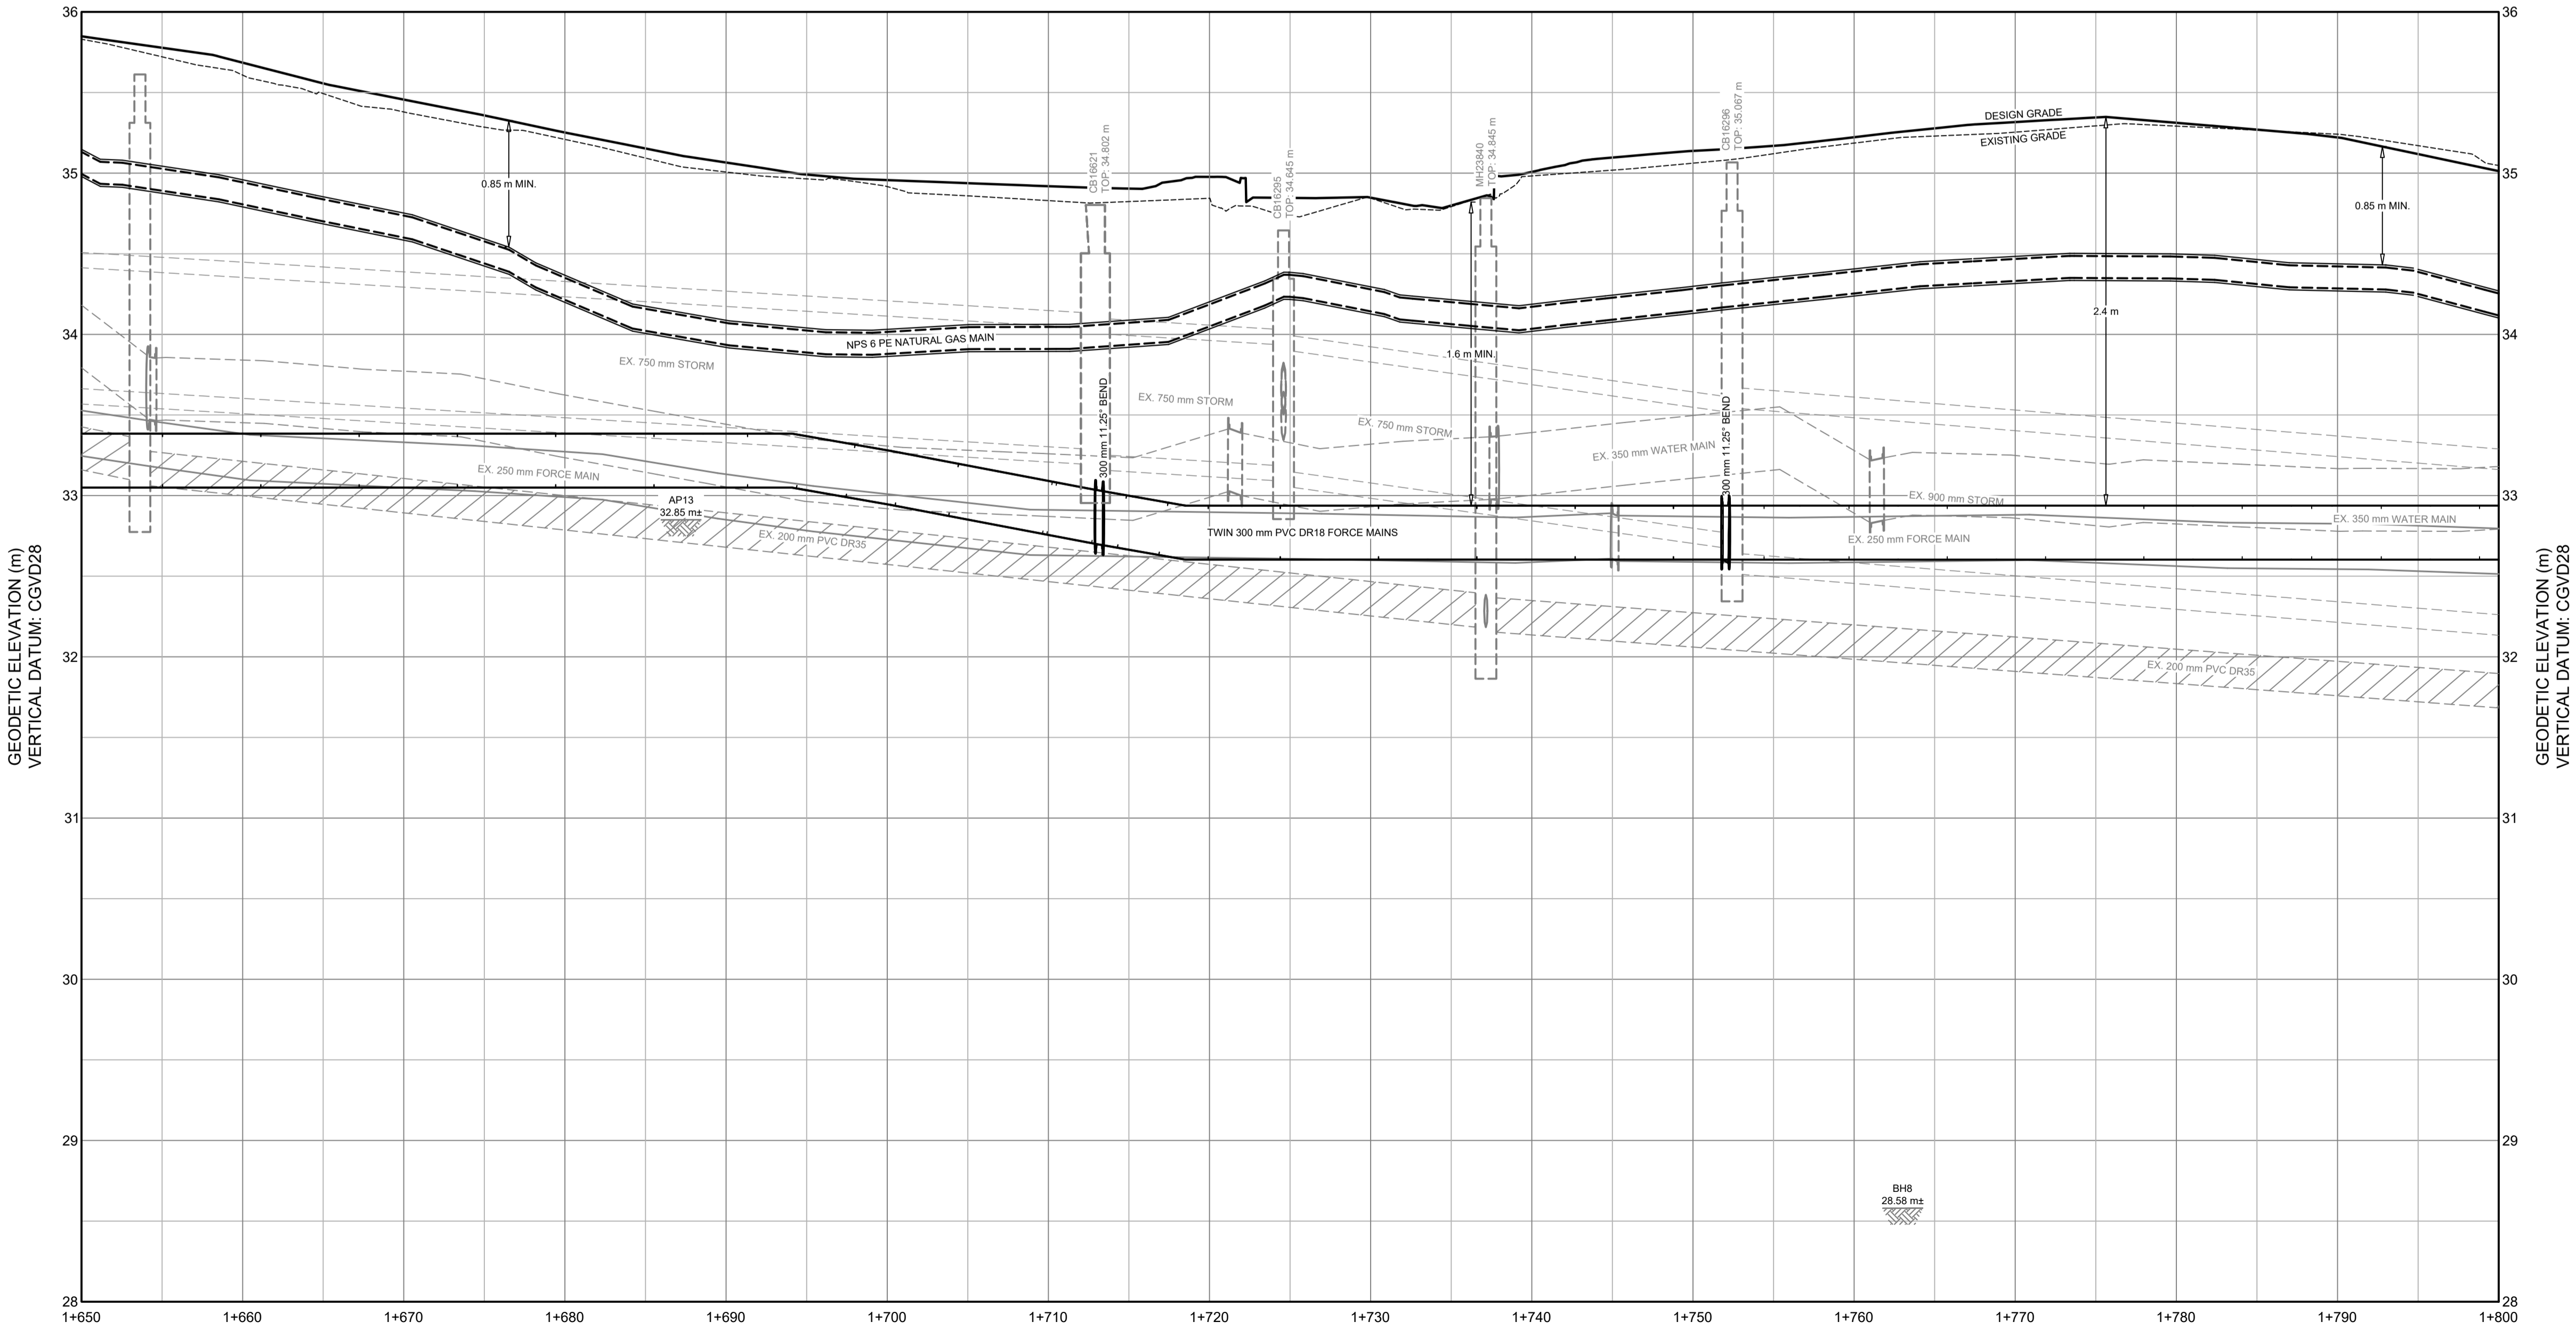 36
36
CB16296
TOP: 35.067 m
DESIGN GRADE
EXISTING GRADE
CB16621
TOP: 34.802 m
CB16295
TOP: 34.645 m
MH23840
TOP: 34.845 m
35
0.85 m MIN.
0.85 m MIN.
35
2.4 m
34
NPS 6 PE NATURAL GAS MAIN
1.6 m MIN.
34
EX. 750 mm STORM
EX. 750 mm STORM
EX. 750 mm STORM
300 mm 11.25° BEND
300 mm 11.25° BEND
EX. 350 mm WATER MAIN
EX. 250 mm FORCE MAIN
33
AP13
32.85 m±
EX. 900 mm STORM
33
EX. 350 mm WATER MAIN
TWIN 300 mm PVC DR18 FORCE MAINS
EX. 200 mm PVC DR35
EX. 250 mm FORCE MAIN
GEODETIC ELEVATION (m)
VERTICAL DATUM: CGVD28
GEODETIC ELEVATION (m)
VERTICAL DATUM: CGVD28
32
EX. 200 mm PVC DR35
32
31
31
30
30
29
29
BH8
28.58 m±
28
28
1+650
1+660
1+670
1+680
1+690
1+700
1+710
1+720
1+730
1+740
1+750
1+760
1+770
1+780
1+790
1+800